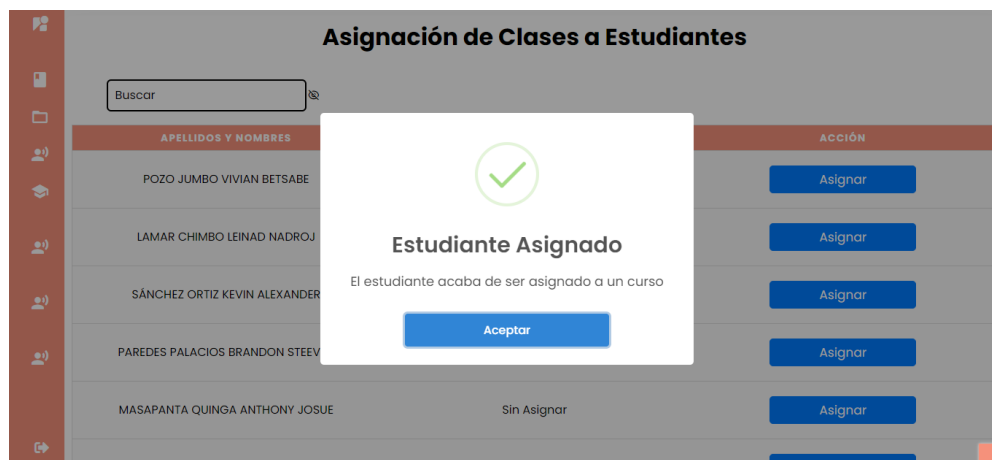 Asignación de Clases a Estudiantes
Buscar
APELLIDOS Y NOMBRES
ACCIÓN
POZO JUMBO VIVIAN BETSABE
Asignar
LAMAR CHIMBO LEINAD NADROJ
Asignar
Estudiante Asignado
El estudiante acaba de ser asignado a un curso
SÁNCHEZ ORTIZ KEVIN ALEXANDER
Asignar
Aceptar
PAREDES PALACIOS BRANDON STEEV
Asignar
MASAPANTA QUINGA ANTHONY JOSUE
Sin Asignar
Asignar